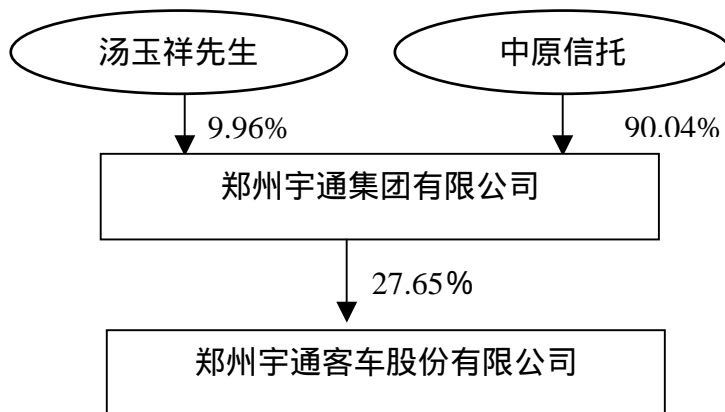 汤玉祥先生
中原信托
9.96%
90.04%
郑州宇通集团有限公司
27.65%
郑州宇通客车股份有限公司